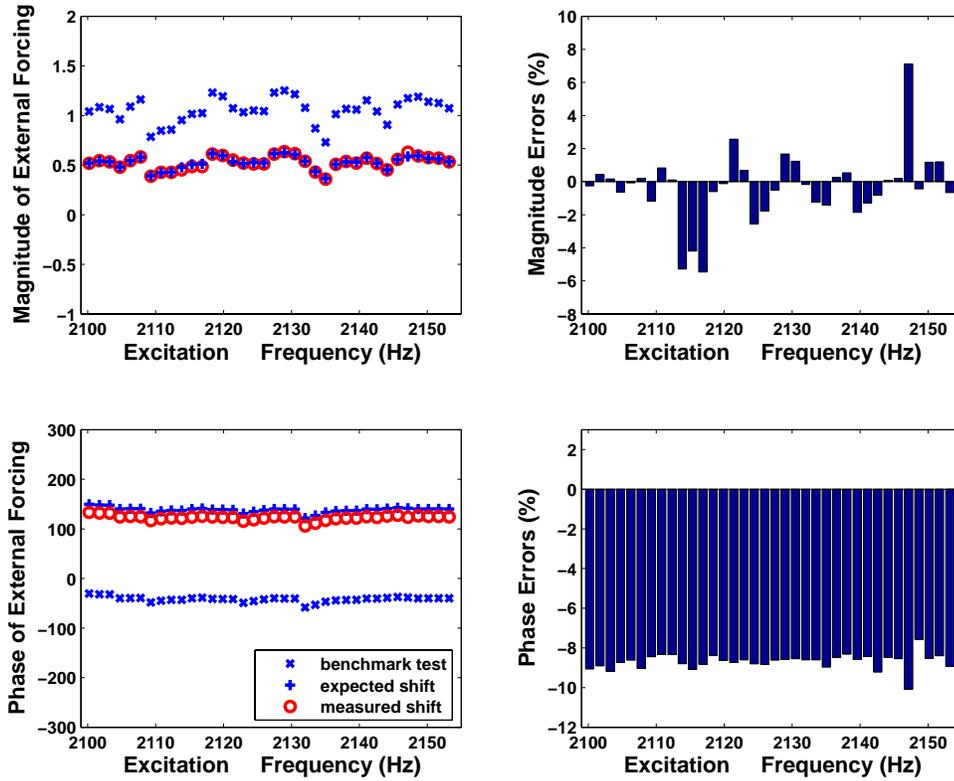 Magnitude of External Forcing
2
1.5
1
0.5
0
−0.5
−1
2100 2110 2120 2130 2140 2150
Excitation Frequency (Hz)
Magnitude Errors (%)
10
8
6
4
2
0
−2
−4
−6
−8
2100 2110 2120 2130 2140 2150
Excitation Frequency (Hz)
Phase of External Forcing
300
200
100
0
−100
−200
−300
benchmark test
expected shift
measured shift
2100 2110 2120 2130 2140 2150
Excitation Frequency (Hz)
Phase Errors (%)
2
0
−2
−4
−6
−8
−10
−12
2100 2110 2120 2130 2140 2150
Excitation Frequency (Hz)